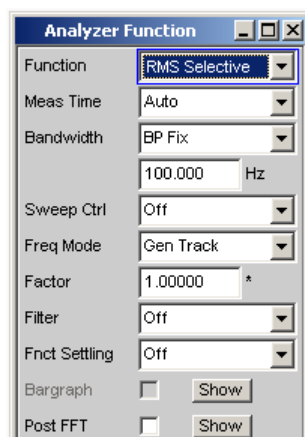 Analyzer Function
Function RMS Selective
Meas Time Auto
Bandwidth BP Fix
100.000 Hz
Sweep Ctrl Off
Freq Mode Gen Track
Factor 1.00000 *
Filter Off
Fnct Settling Off
Bargraph Show
Post FFT Show